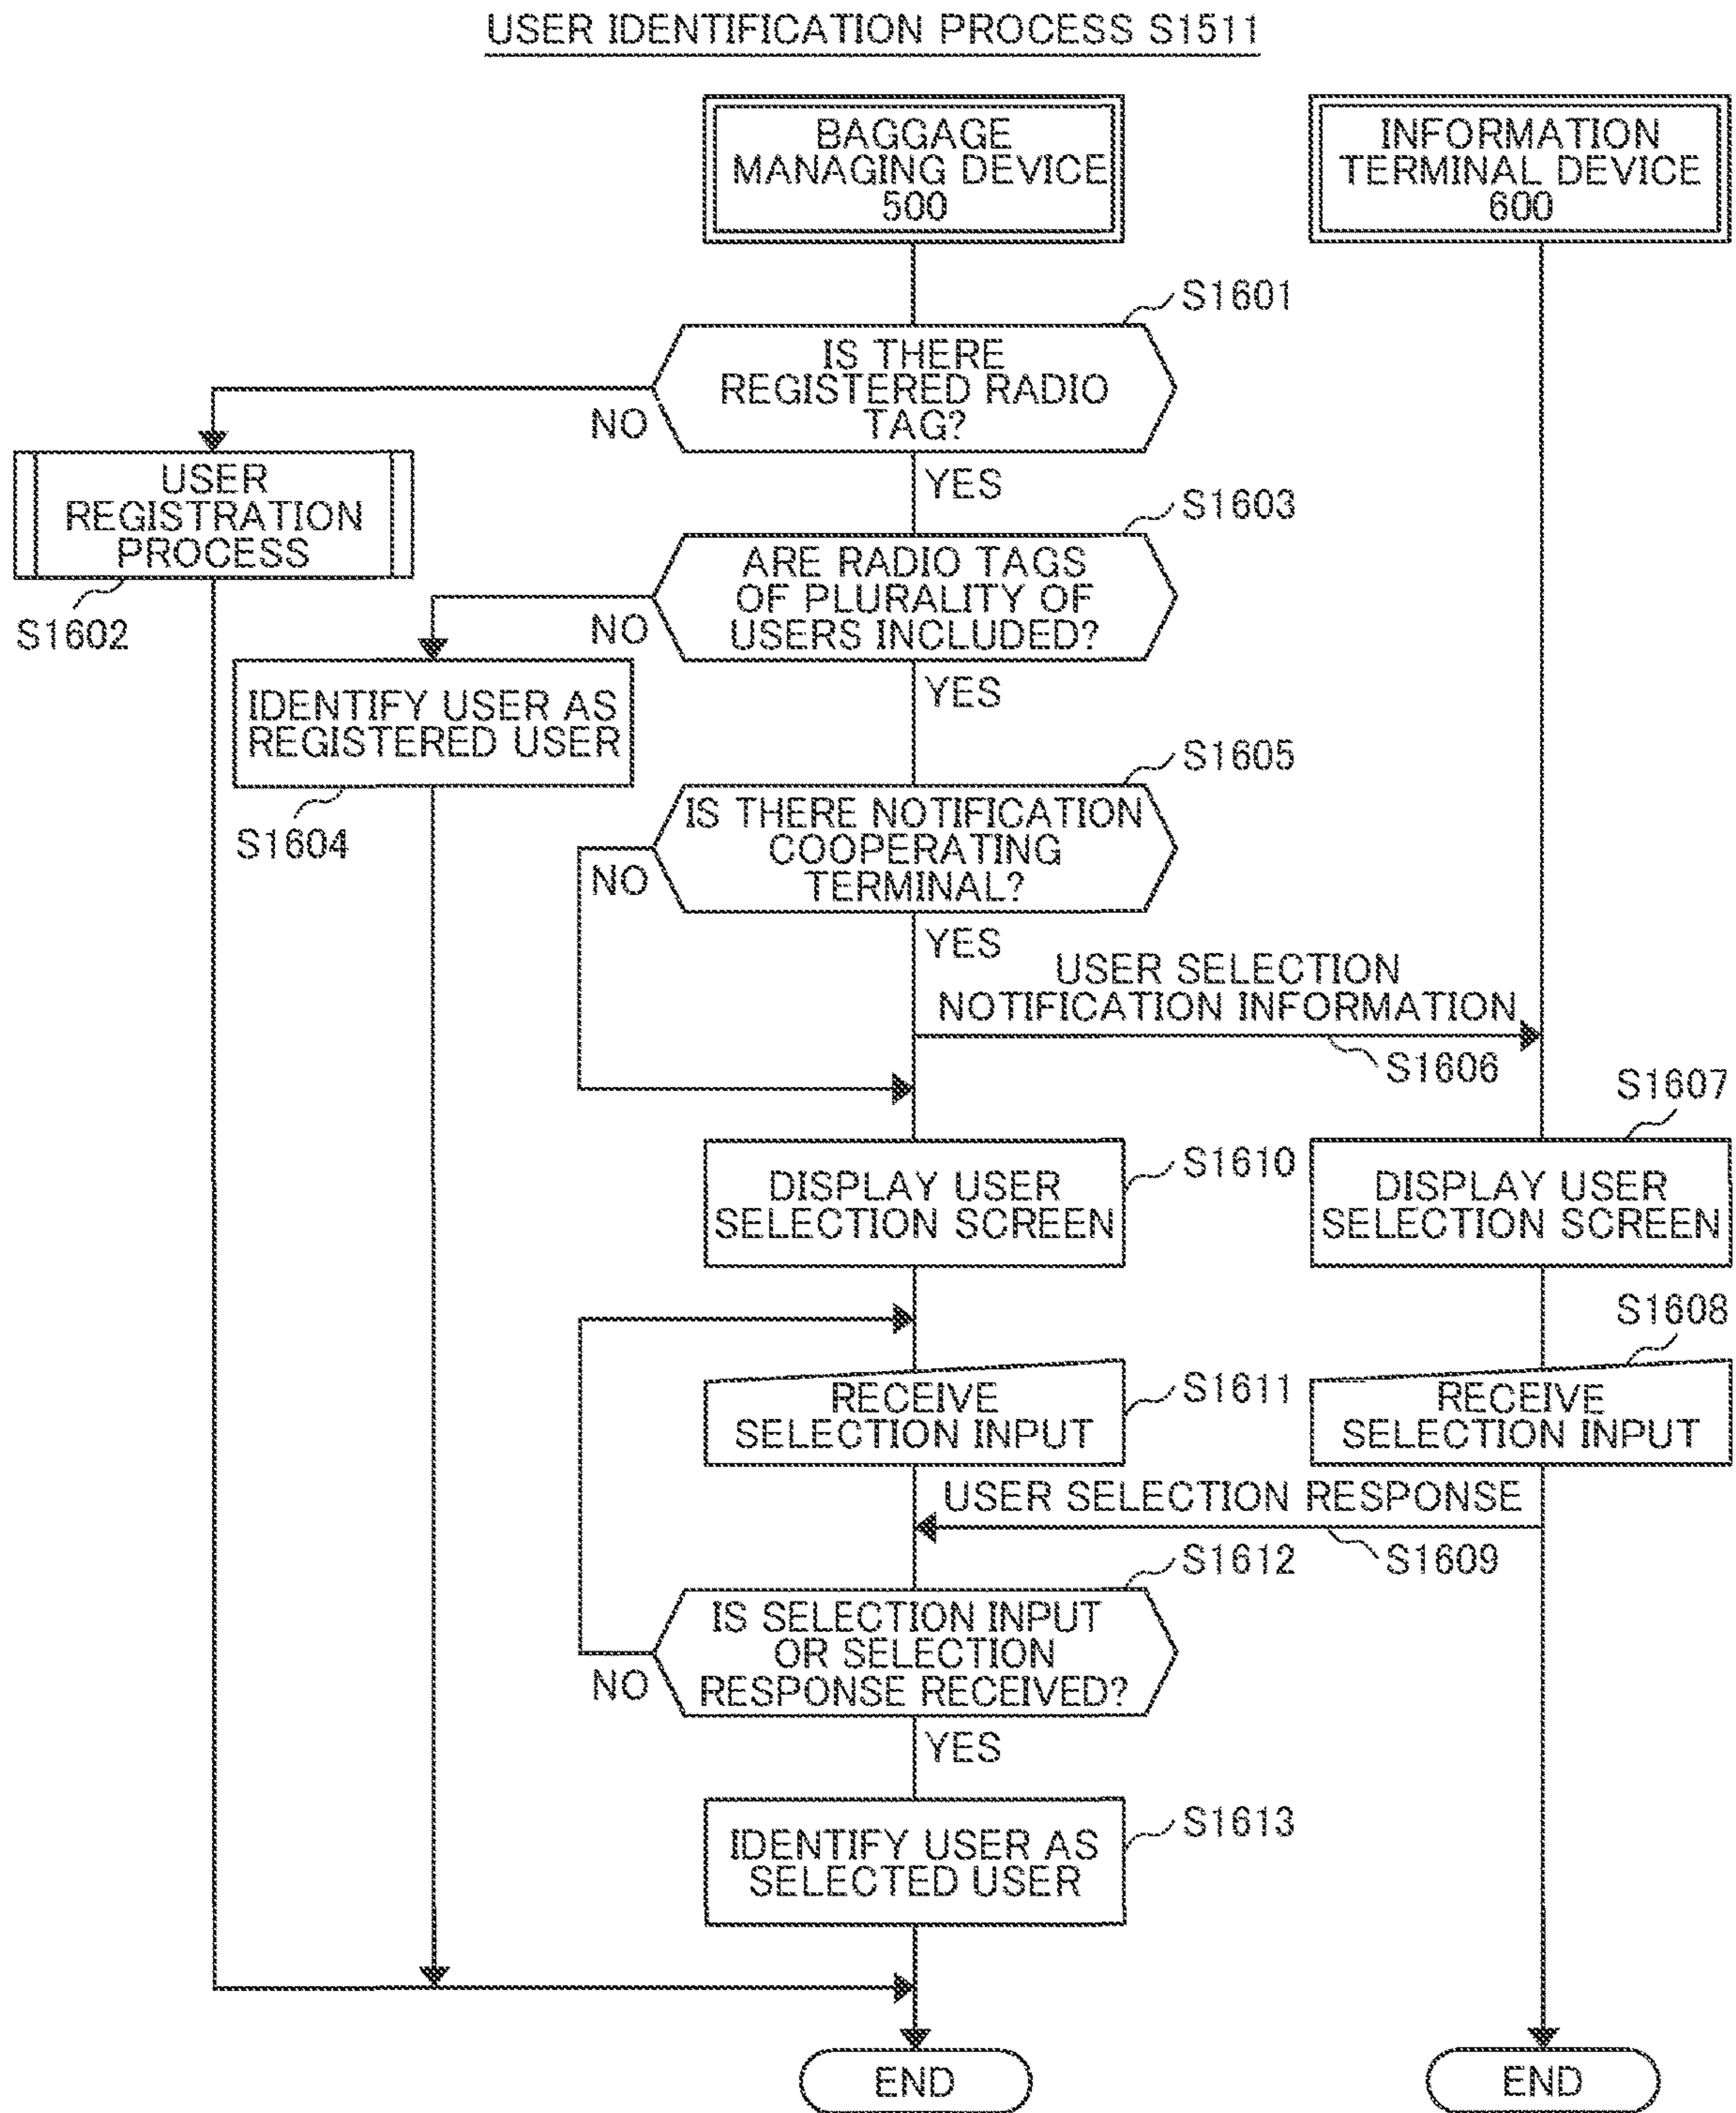 USER IDENTIFICATION PROCESS S1511
BAGGAGE
MANAGING DEVICE
500
INFORMATION
TERMINAL DEVICE
600
S1601
IS THERE
REGISTERED RADIO
TAG?
NO
YES
USER
REGISTRATION
PROCESS
S1602
S1603
ARE RADIO TAGS
OF PLURALITY OF
USERS INCLUDED?
NO
YES
IDENTIFY USER AS
REGISTERED USER
S1604
S1605
IS THERE NOTIFICATION
COOPERATING
TERMINAL?
NO
YES
USER SELECTION
NOTIFICATION INFORMATION
S1606
S1607
DISPLAY USER
SELECTION SCREEN
S1610
DISPLAY USER
SELECTION SCREEN
S1608
RECEIVE
SELECTION INPUT
S1611
RECEIVE
SELECTION INPUT
USER SELECTION RESPONSE
S1609
S1612
IS SELECTION INPUT
OR SELECTION
RESPONSE RECEIVED?
NO
YES
S1613
IDENTIFY USER AS
SELECTED USER
END
END